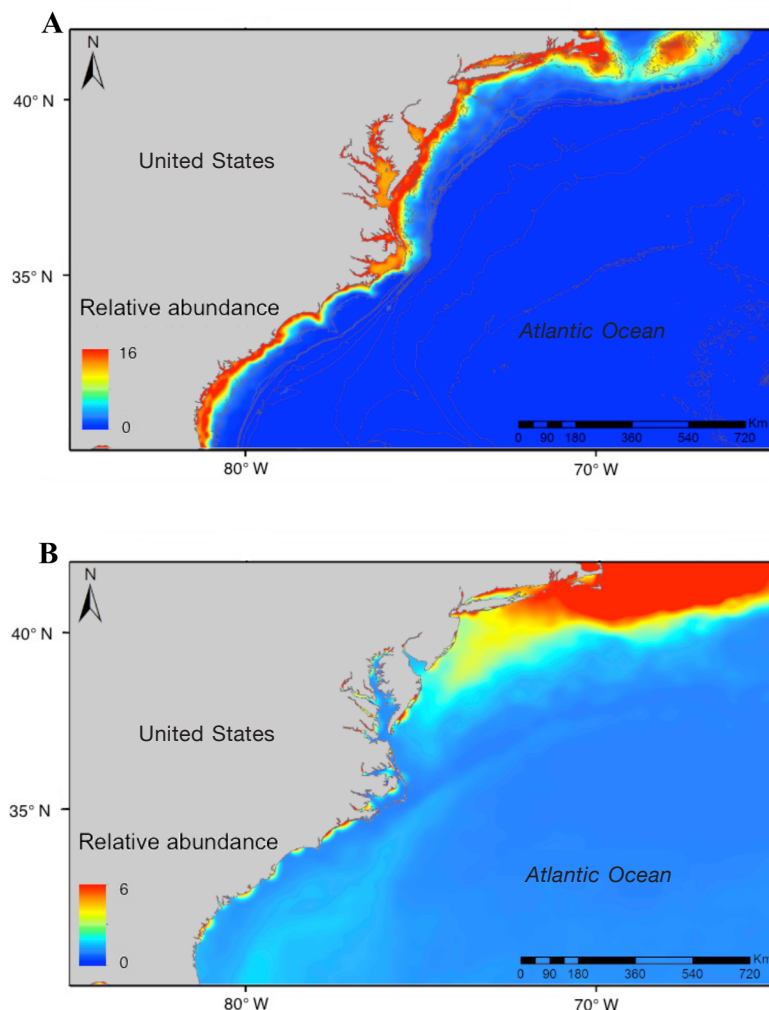 A
N
40° N
United States
35° N
Relative abundance
16
0
Atlantic Ocean
Km
0 90 180 360 540 720
80° W 70° W
B
N
40° N
United States
35° N
Relative abundance
6
0
Atlantic Ocean
Km
0 90 180 360 540 720
80° W 70° W